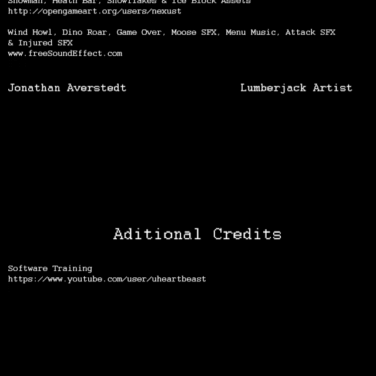 Snowman, Heath Bar, Snowflakes & Ice Block Assets
http://opengameart.org/users/nexust
Wind Howl, Dino Roar, Game Over, Moose SFX, Menu Music, Attack SFX
& Injured SFX
www.freeSoundEffect.com
Jonathan Averstedt Lumberjack Artist
Aditional Credits
Software Training
https://www.youtube.com/user/uheartbeast